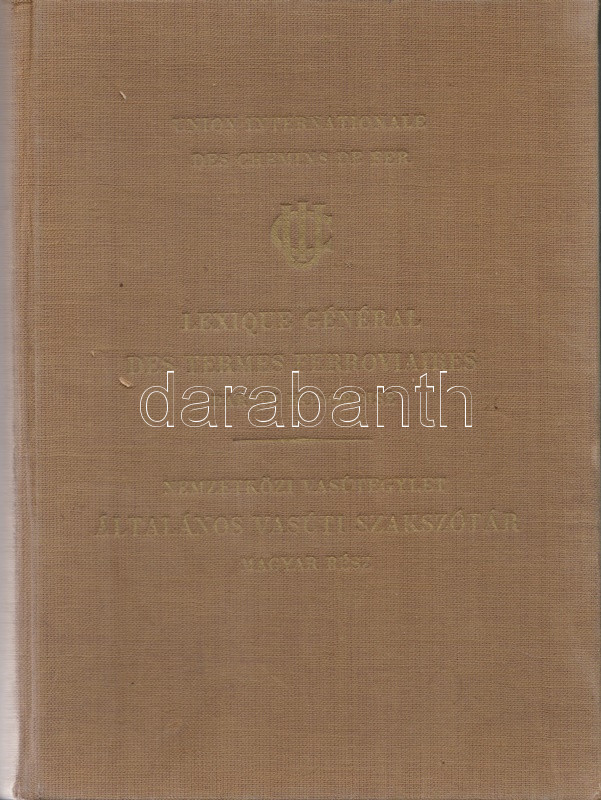 UNION INTERNATIONALE
DES CHEMINS DE FER
UIC
LEXIQUE GÉNÉRAL
DES TERMES FERROVIAIRES
darabanth
NEMZETKÖZI VASÚTEGYLET
ÁLTALÁNOS VASÚTI SZAKSZÓTÁR
MAGYAR RÉSZ